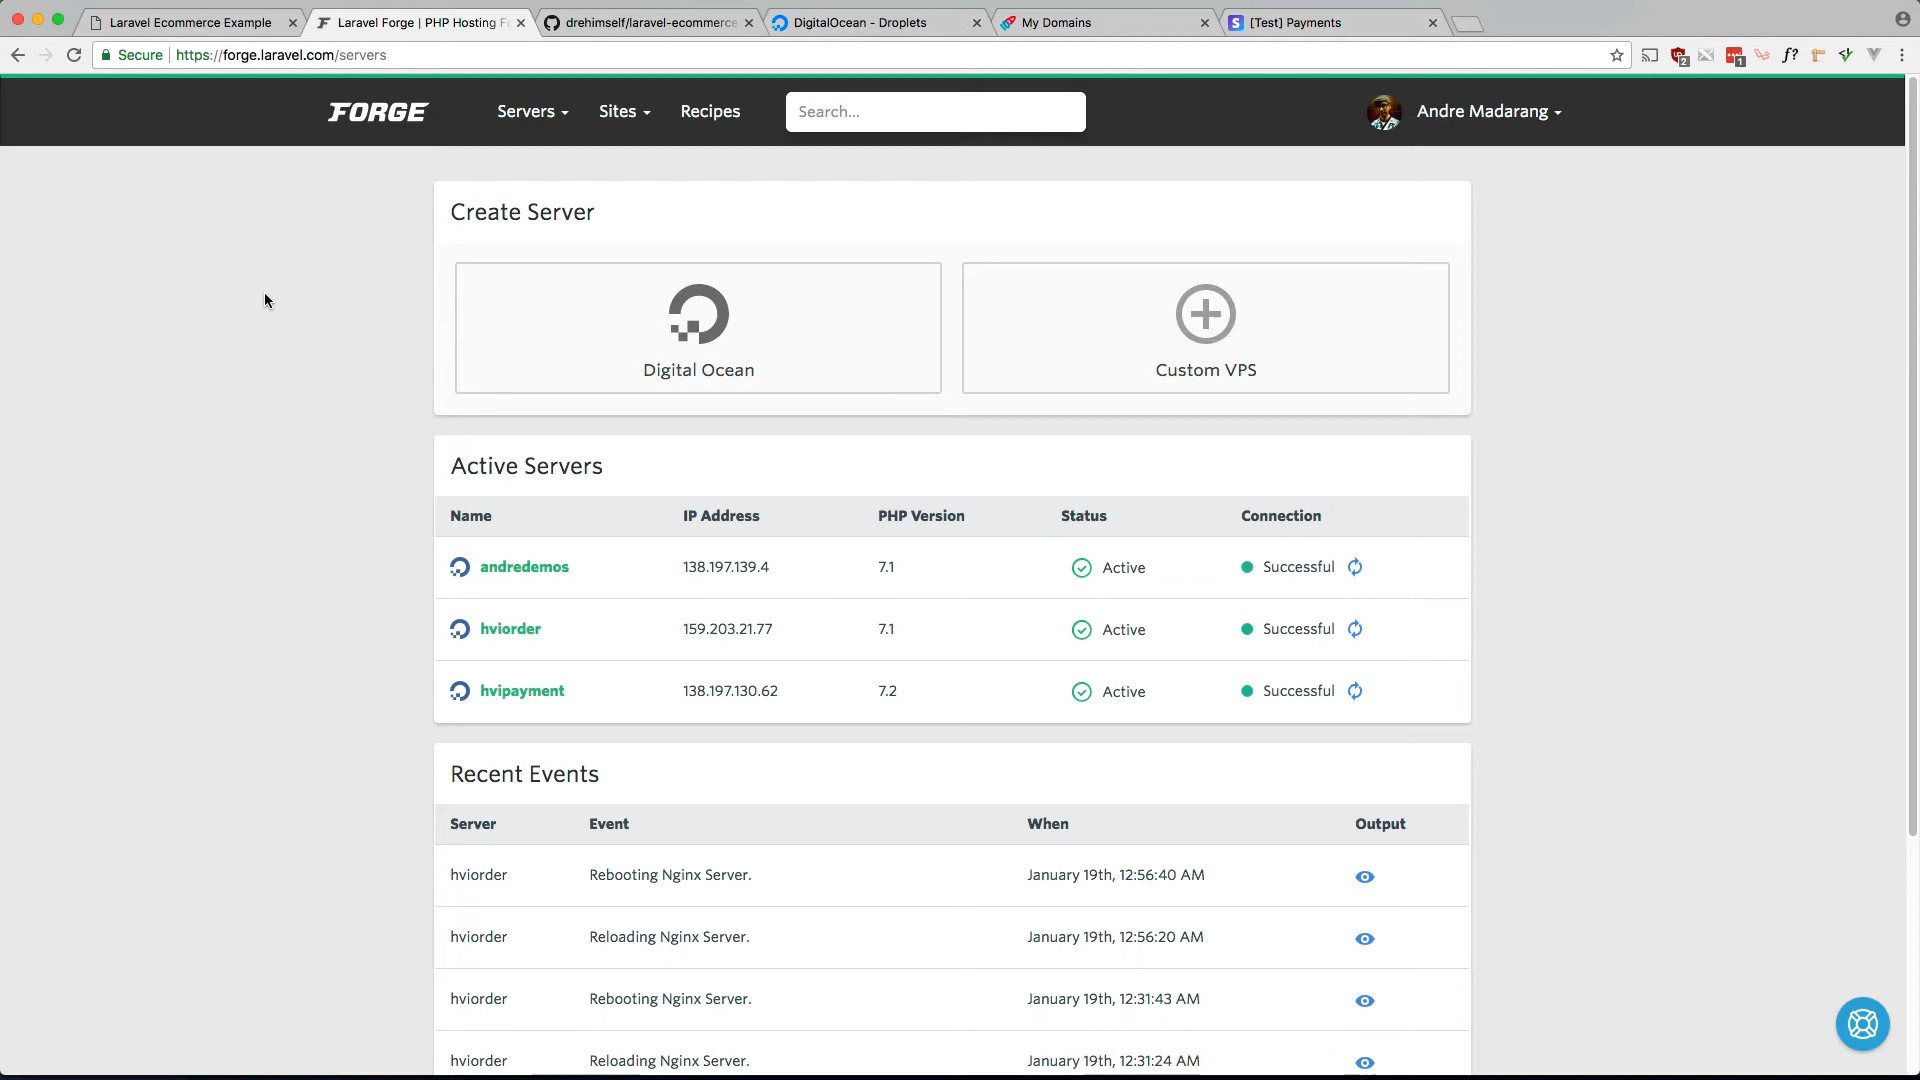 Laravel Ecommerce Example
Laravel Forge | PHP Hosting Fo
drehimself/laravel-ecommerce
DigitalOcean - Droplets
My Domains
S [Test] Payments
Secure | https://forge.laravel.com/servers
2
1
f?
FORGE
Servers
Sites
Recipes
Search...
Andre Madarang
Create Server
Digital Ocean
Custom VPS
Active Servers
Name IP Address PHP Version Status Connection
andredemos 138.197.139.4 7.1 Active Successful
hviorder 159.203.21.77 7.1 Active Successful
hvipayment 138.197.130.62 7.2 Active Successful
Recent Events
Server Event When Output
hviorder Rebooting Nginx Server. January 19th, 12:56:40 AM
hviorder Reloading Nginx Server. January 19th, 12:56:20 AM
hviorder Rebooting Nginx Server. January 19th, 12:31:43 AM
hviorder Reloading Nginx Server. January 19th, 12:31:24 AM